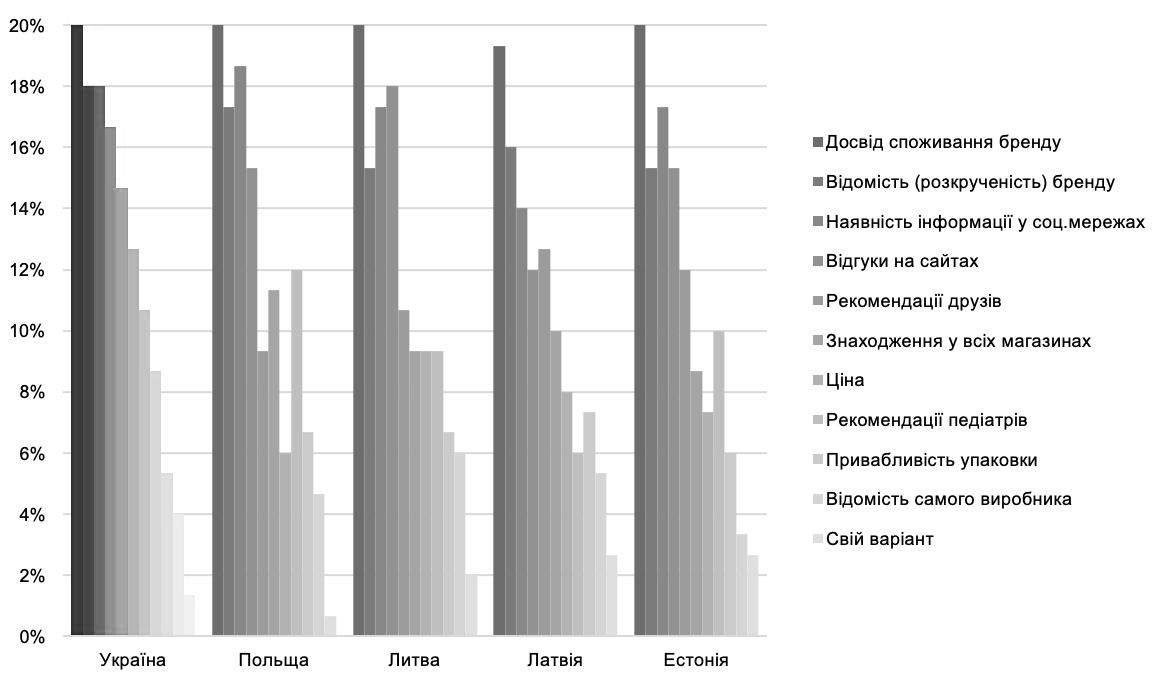 20%
18%
16%
14%
12%
10%
8%
6%
4%
2%
0%
Україна Польща Литва Латвія Естонія
Досвід споживання бренду
Відомість (розкрученість) бренду
Наявність інформації у соц.мережах
Відгуки на сайтах
Рекомендації друзів
Знаходження у всіх магазинах
Ціна
Рекомендації педіатрів
Привабливість упаковки
Відомість самого виробника
Свій варіант